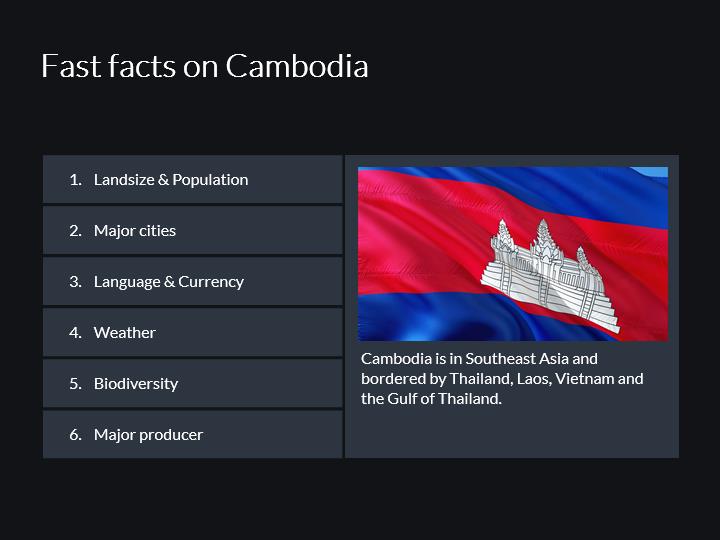 Fast facts on Cambodia
1. Landsize & Population
2. Major cities
3. Language & Currency
4. Weather
5. Biodiversity
6. Major producer
Cambodia is in Southeast Asia and
bordered by Thailand, Laos, Vietnam and
the Gulf of Thailand.